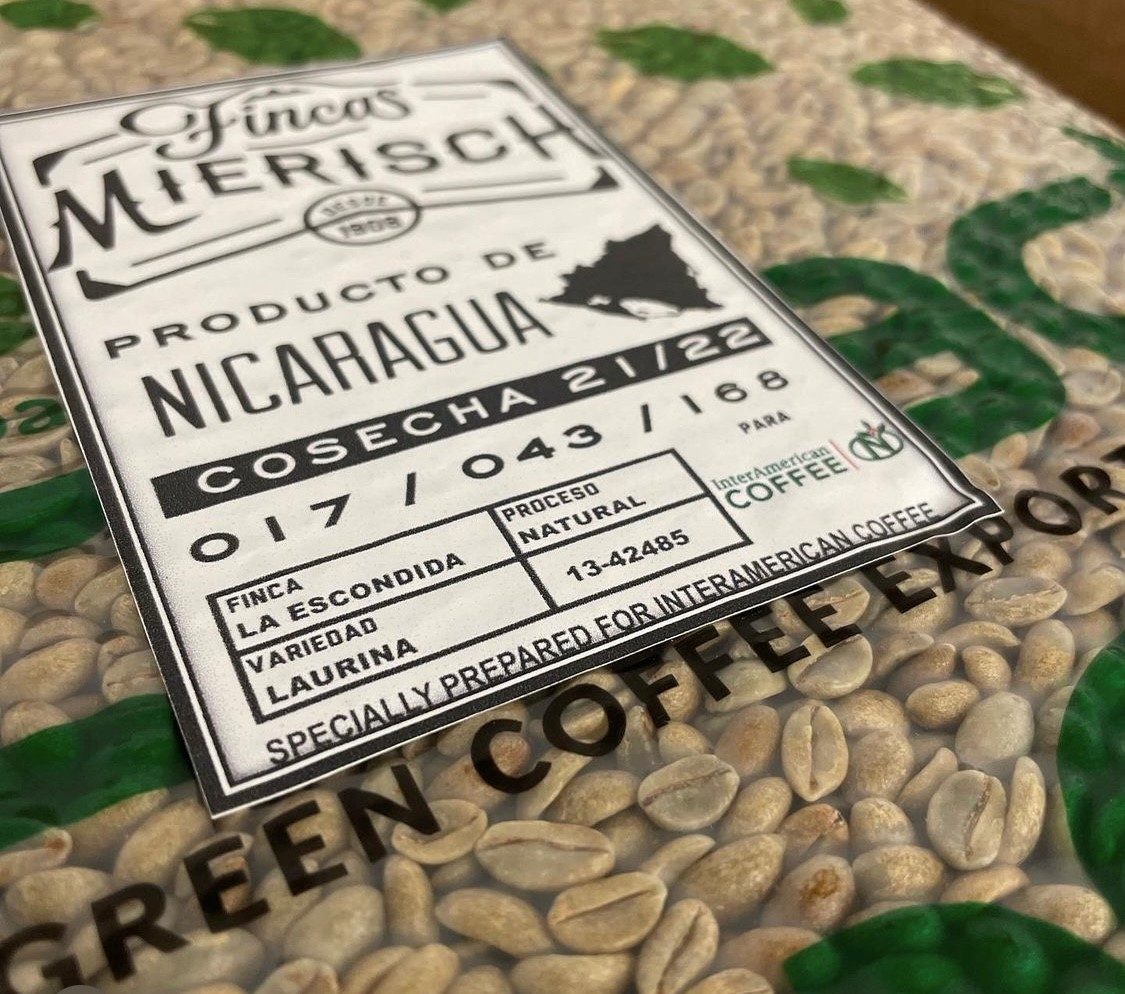 Fincas
MIERISCH
DESDE
1908
PRODUCTO DE
NICARAGUA
COSECHA 21/22
017 / 043 / 168
PARA
InterAmerican
COFFEE
FINCA
LA ESCONDIDA
PROCESO
NATURAL
VARIEDAD
LAURINA
13-42485
SPECIALLY PREPARED FOR INTERAMERICAN COFFEE
GREEN COFFEE EXPORT